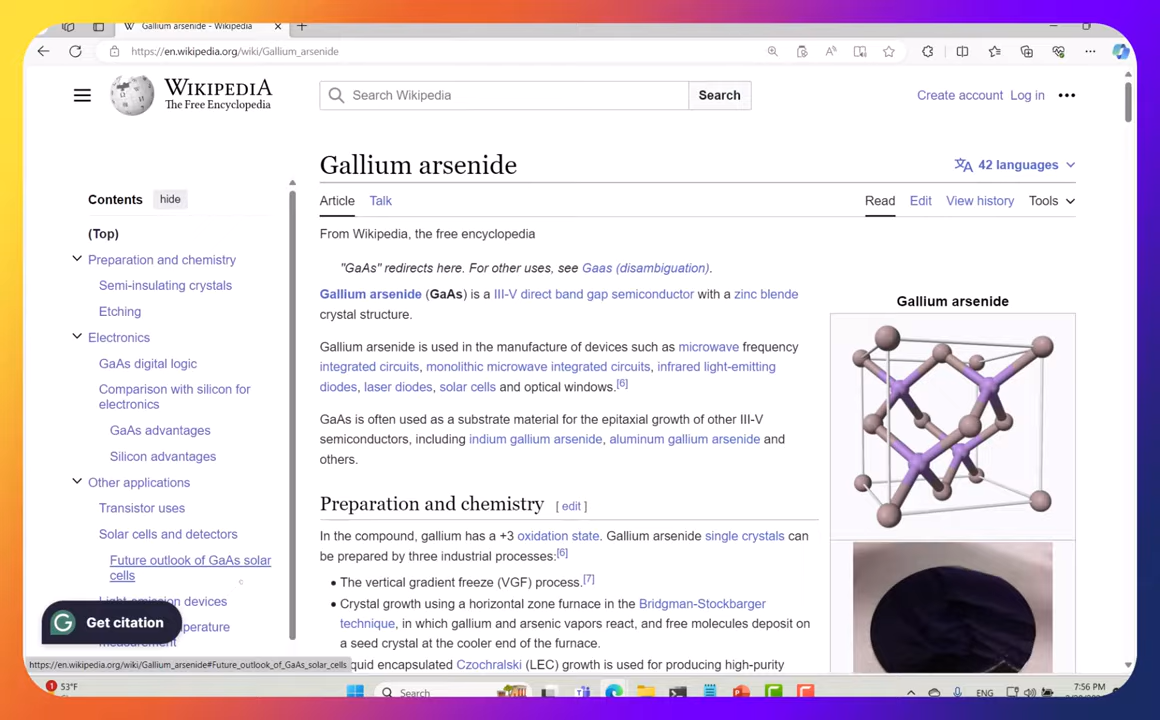 Gallium arsenide - Wikipedia
https://en.wikipedia.org/wiki/Gallium_arsenide
WIKIPEDIA
The Free Encyclopedia
Search Wikipedia
Search
Create account Log in
Contents hide
(Top)
Preparation and chemistry
Semi-insulating crystals
Etching
Electronics
GaAs digital logic
Comparison with silicon for
electronics
GaAs advantages
Silicon advantages
Other applications
Transistor uses
Solar cells and detectors
Future outlook of GaAs solar
cells
Light-emission devices
Get citation
https://en.wikipedia.org/wiki/Gallium_arsenide#Future_outlook_of_GaAs_solar_cells
Gallium arsenide
42 languages
Article Talk
Read Edit View history Tools
From Wikipedia, the free encyclopedia
"GaAs" redirects here. For other uses, see Gaas (disambiguation).
Gallium arsenide (GaAs) is a III-V direct band gap semiconductor with a zinc blende
crystal structure.
Gallium arsenide is used in the manufacture of devices such as microwave frequency
integrated circuits, monolithic microwave integrated circuits, infrared light-emitting
diodes, laser diodes, solar cells and optical windows.[6]
GaAs is often used as a substrate material for the epitaxial growth of other III-V
semiconductors, including indium gallium arsenide, aluminum gallium arsenide and
others.
Preparation and chemistry [ edit ]
In the compound, gallium has a +3 oxidation state. Gallium arsenide single crystals can
be prepared by three industrial processes:[6]
• The vertical gradient freeze (VGF) process.[7]
• Crystal growth using a horizontal zone furnace in the Bridgman-Stockbarger
technique, in which gallium and arsenic vapors react, and free molecules deposit on
a seed crystal at the cooler end of the furnace.
encapsulated Czochralski (LEC) growth is used for producing high-purity
Gallium arsenide
1
53°F
Search
ENG
7:56 PM